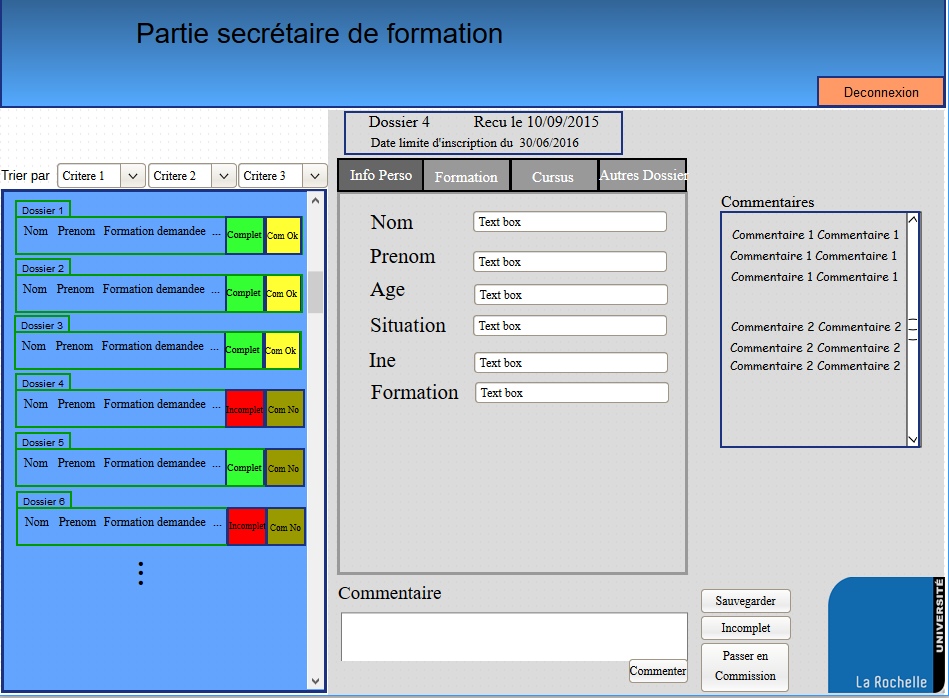 Partie secrétaire de formation
Deconnexion
Dossier 4 Recu le 10/09/2015
Date limite d'inscription du 30/06/2016
Trier par Critere 1 Critere 2 Critere 3
Dossier 1
Nom Prenom Formation demandee ... Complet Com Ok
Dossier 2
Nom Prenom Formation demandee ... Complet Com Ok
Dossier 3
Nom Prenom Formation demandee ... Complet Com Ok
Dossier 4
Nom Prenom Formation demandee ... Incomplet Com No
Dossier 5
Nom Prenom Formation demandee ... Complet Com No
Dossier 6
Nom Prenom Formation demandee ... Incomplet Com No
Info Perso Formation Cursus Autres Dossier
Nom Text box
Prenom Text box
Age Text box
Situation Text box
Ine Text box
Formation Text box
Commentaires
Commentaire 1 Commentaire 1
Commentaire 1 Commentaire 1
Commentaire 1 Commentaire 1
Commentaire 2 Commentaire 2
Commentaire 2 Commentaire 2
Commentaire 2 Commentaire 2
Commentaire
Commenter
Sauvegarder
Incomplet
Passer en
Commission
UNIVERSITÉ
La Rochelle